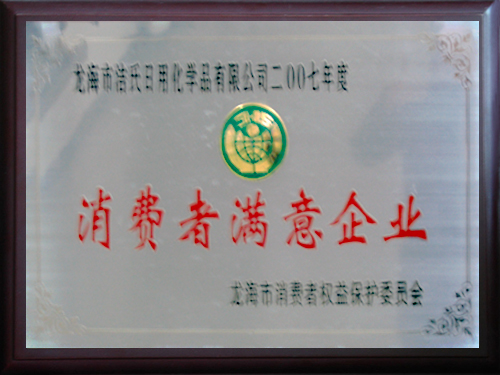 龙海市洁氏日用化学品有限公司二00七年度
消费者满意企业
龙海市消费者权益保护委员会